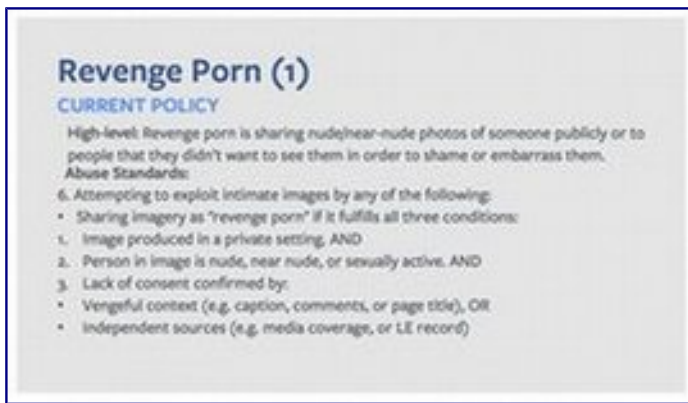 Revenge Porn (1)
CURRENT POLICY
High-level: Revenge porn is sharing nude/near-nude photos of someone publicly or to
people that they didn't want to see them in order to shame or embarrass them.
Abuse Standards:
6. Attempting to exploit intimate images by any of the following:
• Sharing imagery as "revenge porn" if it fulfills all three conditions:
1. Image produced in a private setting. AND
2. Person in image is nude, near nude, or sexually active. AND
3. Lack of consent confirmed by:
• Vengeful context (e.g. caption, comments, or page title), OR
• Independent sources (e.g. media coverage, or LE record)